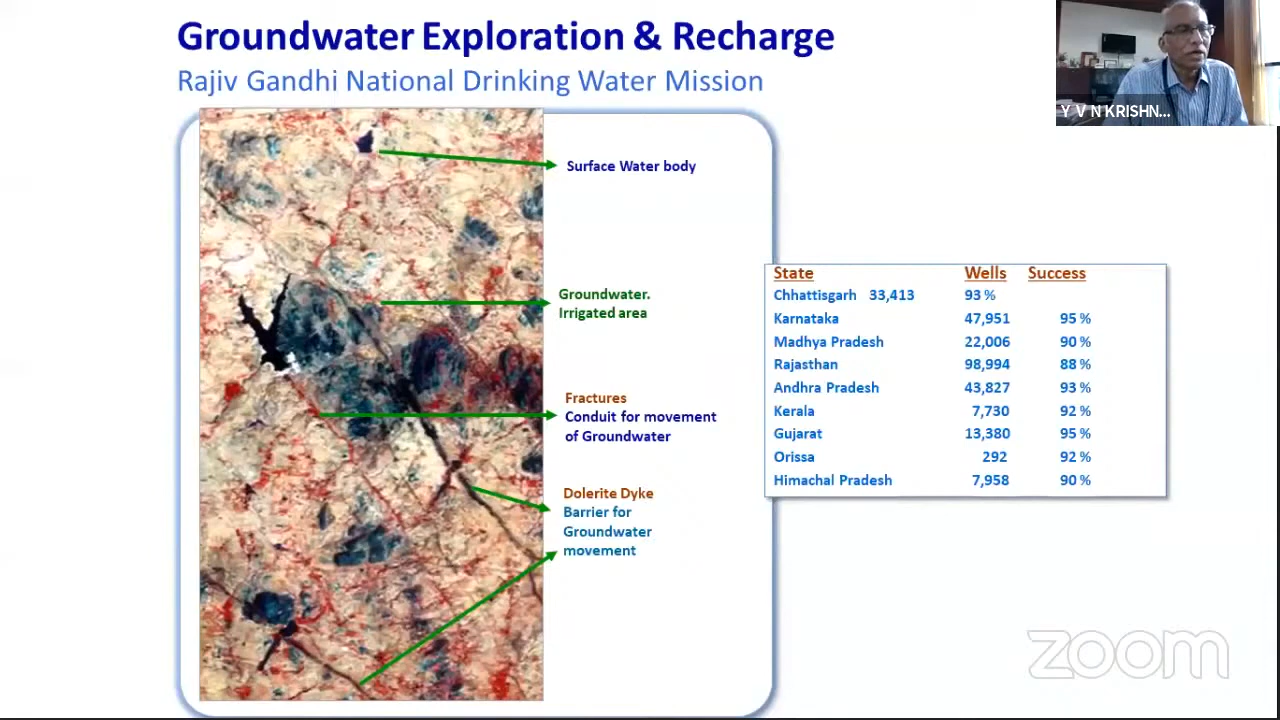 Groundwater Exploration & Recharge
Rajiv Gandhi National Drinking Water Mission
Y V N KRISHN...
Surface Water body
Groundwater.
Irrigated area
Fractures
Conduit for movement
of Groundwater
Dolerite Dyke
Barrier for
Groundwater
movement
State Wells Success
Chhattisgarh 33,413 93 %
Karnataka 47,951 95 %
Madhya Pradesh 22,006 90 %
Rajasthan 98,994 88 %
Andhra Pradesh 43,827 93 %
Kerala 7,730 92 %
Gujarat 13,380 95 %
Orissa 292 92 %
Himachal Pradesh 7,958 90 %
zoom